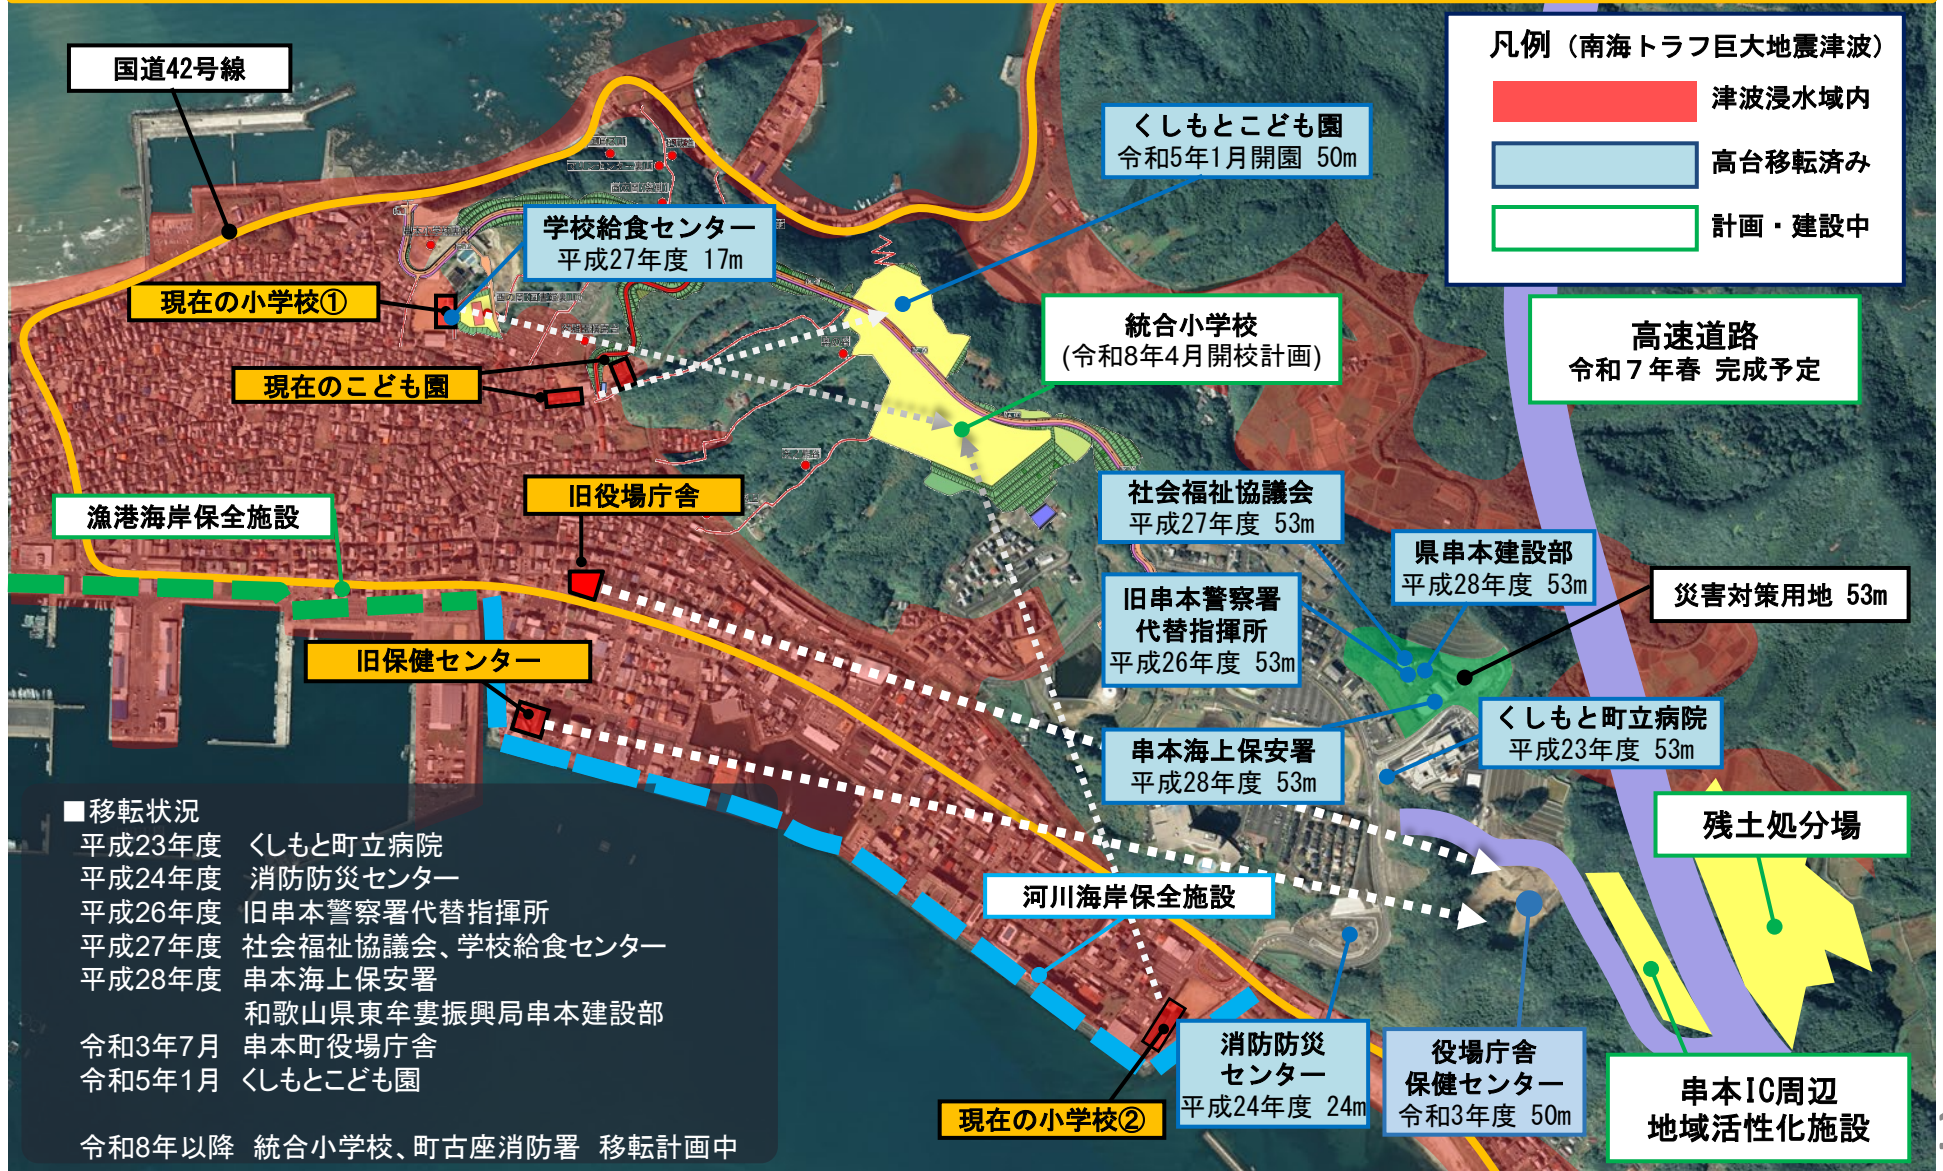 国道42号線
凡例（南海トラフ巨大地震津波）
津波浸水域内
高台移転済み
計画・建設中
くしもとこども園
令和5年1月開園 50m
学校給食センター
平成27年度 17m
現在の小学校①
現在のこども園
統合小学校
(令和8年4月開校計画)
高速道路
令和７年春 完成予定
旧役場庁舎
漁港海岸保全施設
社会福祉協議会
平成27年度 53m
県串本建設部
平成28年度 53m
旧串本警察署
代替指揮所
平成26年度 53m
災害対策用地 53m
旧保健センター
串本海上保安署
平成28年度 53m
くしもと町立病院
平成23年度 53m
残土処分場
河川海岸保全施設
■移転状況
平成23年度 くしもと町立病院
平成24年度 消防防災センター
平成26年度 旧串本警察署代替指揮所
平成27年度 社会福祉協議会、学校給食センター
平成28年度 串本海上保安署
和歌山県東牟婁振興局串本建設部
令和3年7月 串本町役場庁舎
令和5年1月 くしもとこども園
令和8年以降 統合小学校、町古座消防署 移転計画中
現在の小学校②
消防防災
センター
平成24年度 24m
役場庁舎
保健センター
令和3年度 50m
串本IC周辺
地域活性化施設